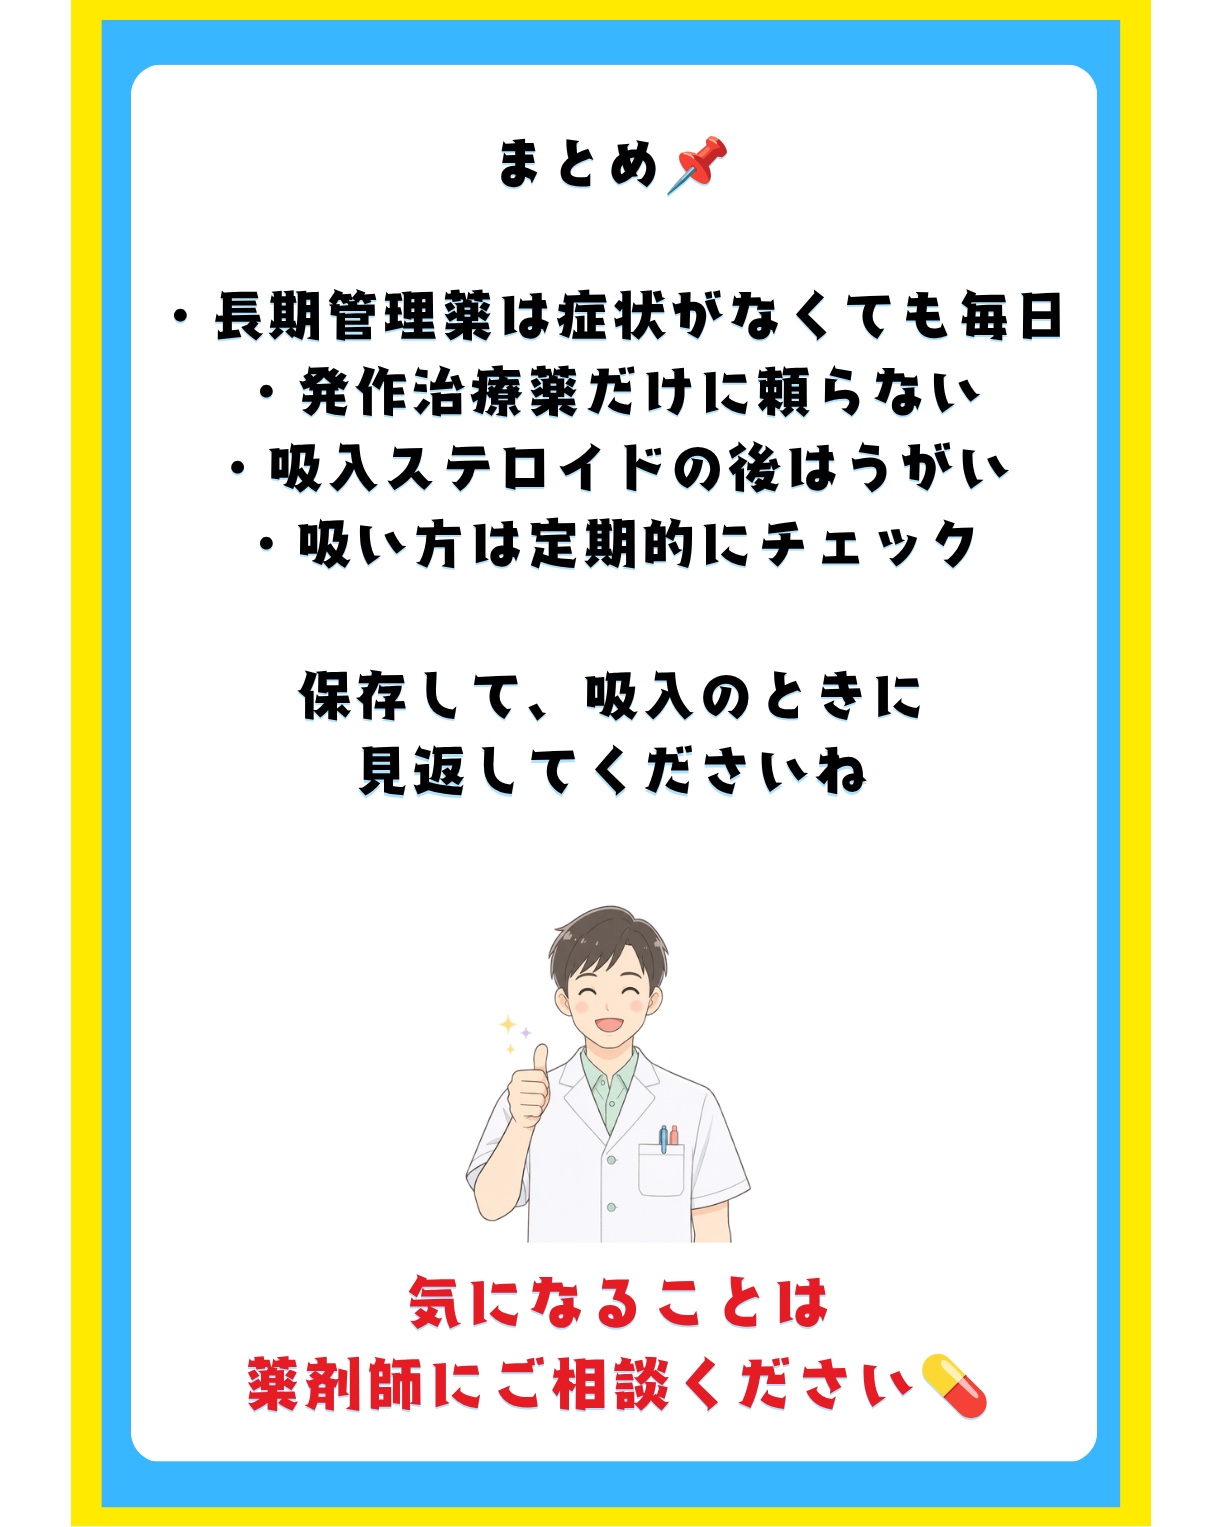 まとめ📌
・長期管理薬は症状がなくても毎日
・発作治療薬だけに頼らない
・吸入ステロイドの後はうがい
・吸い方は定期的にチェック
保存して、吸入のときに
見返してくださいね
気になることは
薬剤師にご相談ください💊